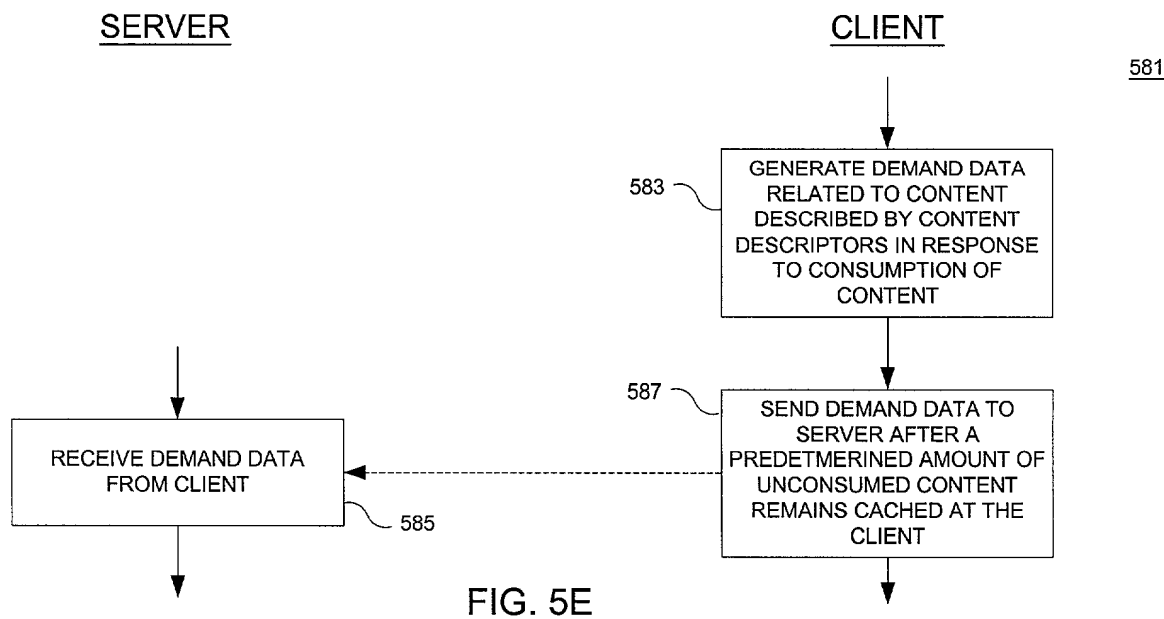 SERVER
CLIENT
581
583
GENERATE DEMAND DATA
RELATED TO CONTENT
DESCRIBED BY CONTENT
DESCRIPTORS IN RESPONSE
TO CONSUMPTION OF
CONTENT
587
SEND DEMAND DATA TO
SERVER AFTER A
PREDETMERINED AMOUNT OF
UNCONSUMED CONTENT
REMAINS CACHED AT THE
CLIENT
RECEIVE DEMAND DATA
FROM CLIENT
585
FIG. 5E